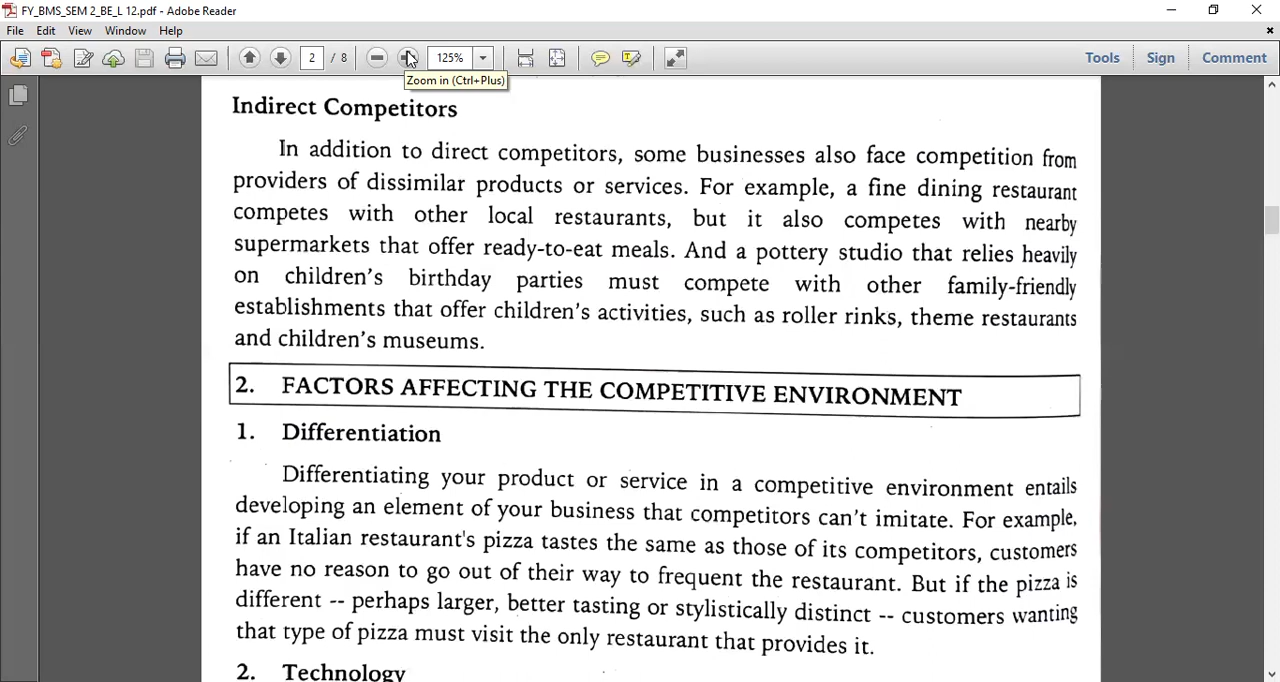 FY_BMS_SEM 2_BE_L 12.pdf - Adobe Reader
File Edit View Window Help
2 / 8 125% Tools Sign Comment
Zoom in (Ctrl+Plus)
Indirect Competitors
In addition to direct competitors, some businesses also face competition from
providers of dissimilar products or services. For example, a fine dining restaurant
competes with other local restaurants, but it also competes with nearby
supermarkets that offer ready-to-eat meals. And a pottery studio that relies heavily
on children's birthday parties must compete with other family-friendly
establishments that offer children's activities, such as roller rinks, theme restaurants
and children's museums.
2. FACTORS AFFECTING THE COMPETITIVE ENVIRONMENT
1. Differentiation
Differentiating your product or service in a competitive environment entails
developing an element of your business that competitors can't imitate. For example,
if an Italian restaurant's pizza tastes the same as those of its competitors, customers
have no reason to go out of their way to frequent the restaurant. But if the pizza is
different -- perhaps larger, better tasting or stylistically distinct -- customers wanting
that type of pizza must visit the only restaurant that provides it.
2. Technology